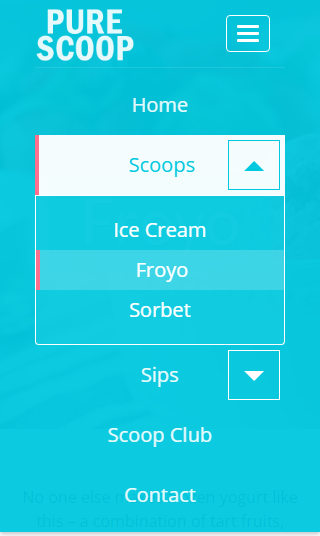 PURE
SCOOP
Home
Scoops
Froyo
Ice Cream
Froyo
Sorbet
Sips
Scoop Club
Contact
No one else
en yogurt like
this – a combination of tart fruits,